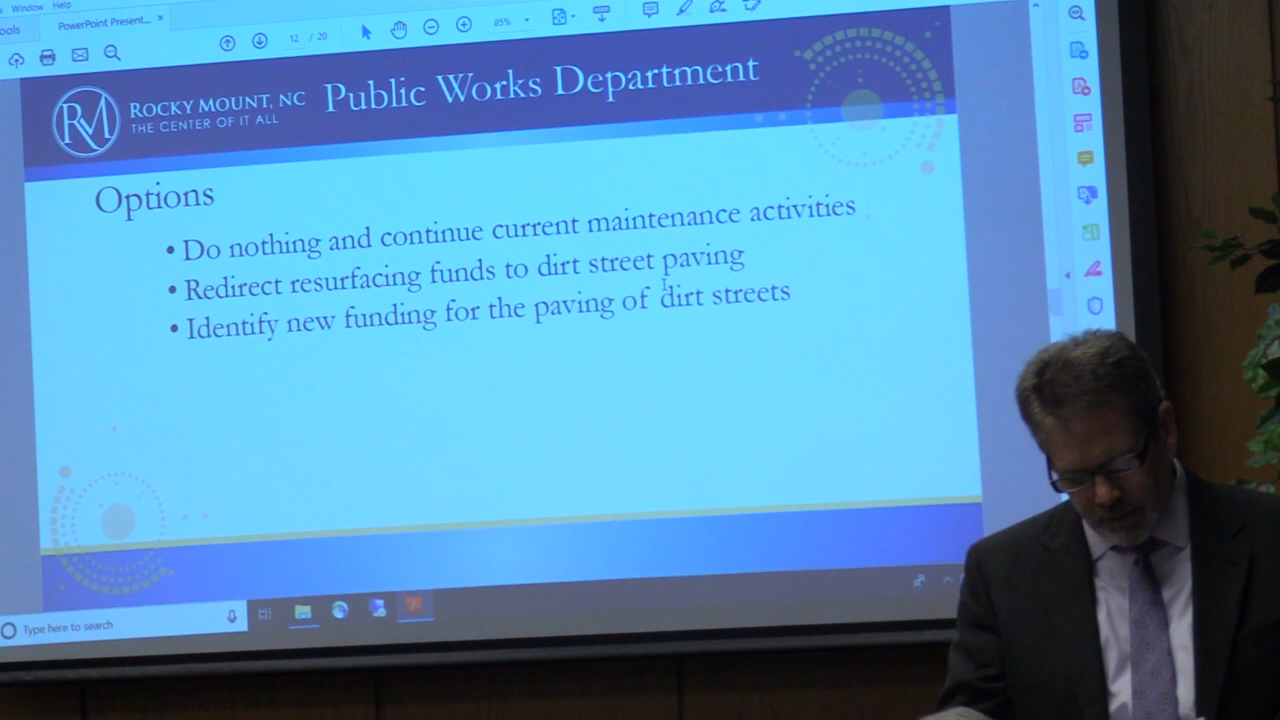 Window Help
ools
PowerPoint Present... ×
12 / 20
85%
RM
ROCKY MOUNT, NC
THE CENTER OF IT ALL
Public Works Department
Options
• Do nothing and continue current maintenance activities
• Redirect resurfacing funds to dirt street paving
• Identify new funding for the paving of dirt streets
Type here to search